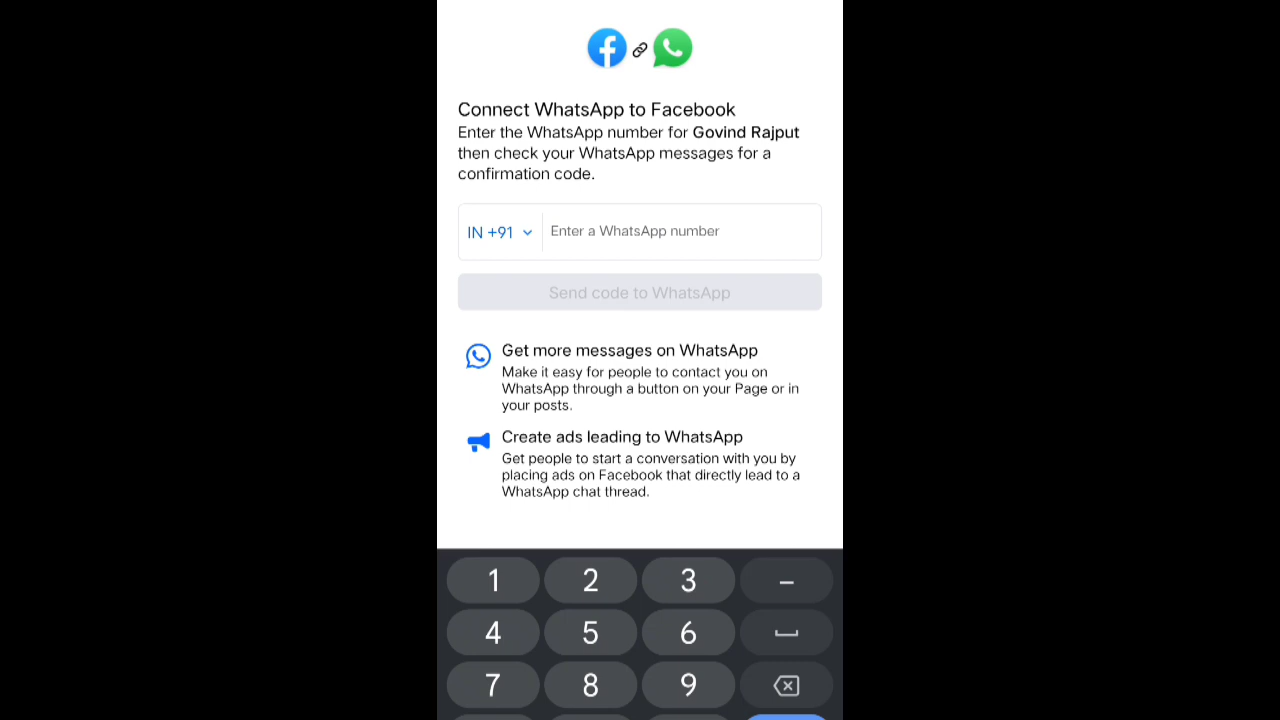 Connect WhatsApp to Facebook
Enter the WhatsApp number for Govind Rajput
then check your WhatsApp messages for a
confirmation code.
IN +91 Enter a WhatsApp number
Send code to WhatsApp
Get more messages on WhatsApp
Make it easy for people to contact you on
WhatsApp through a button on your Page or in
your posts.
Create ads leading to WhatsApp
Get people to start a conversation with you by
placing ads on Facebook that directly lead to a
WhatsApp chat thread.
1 2 3 –
4 5 6
7 8 9